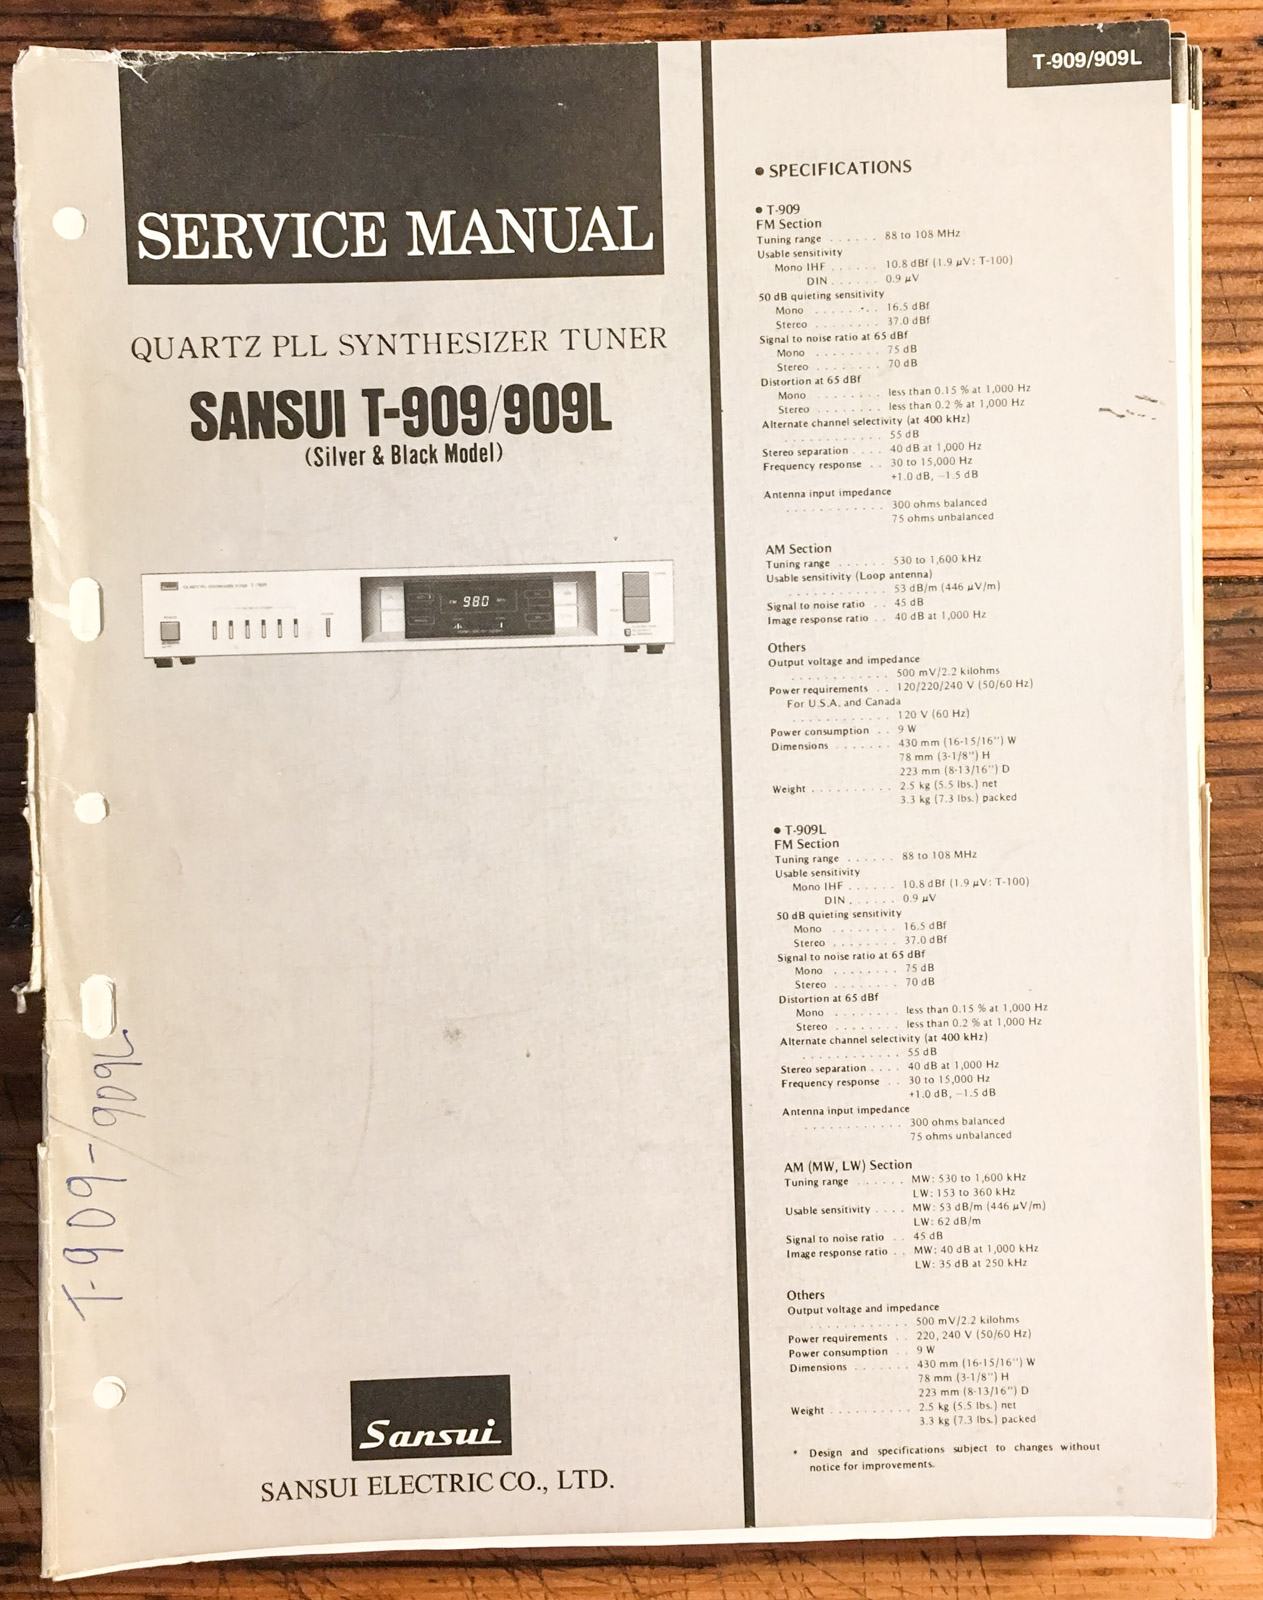 T-909/909L
SERVICE MANUAL
QUARTZ PLL SYNTHESIZER TUNER
SANSUI T-909/909L
(Silver & Black Model)
980
T-909-/909L
Sansui
SANSUI ELECTRIC CO., LTD.
● SPECIFICATIONS
● T-909
FM Section
Tuning range . . . . . . 88 to 108 MHz
Usable sensitivity
Mono IHF . . . . . . 10.8 dBf (1.9 μV: T-100)
DIN . . . . . . 0.9 μV
50 dB quieting sensitivity
Mono . . . . . . . . 16.5 dBf
Stereo . . . . . . . . 37.0 dBf
Signal to noise ratio at 65 dBf
Mono . . . . . . . . 75 dB
Stereo . . . . . . . . 70 dB
Distortion at 65 dBf
Mono . . . . . . . . less than 0.15 % at 1,000 Hz
Stereo . . . . . . . . less than 0.2 % at 1,000 Hz
Alternate channel selectivity (at 400 kHz)
. . . . . . . . . . . . 55 dB
Stereo separation . . . . 40 dB at 1,000 Hz
Frequency response . . 30 to 15,000 Hz
+1.0 dB, −1.5 dB
Antenna input impedance
. . . . . . . . . . . . 300 ohms balanced
75 ohms unbalanced
AM Section
Tuning range . . . . . . 530 to 1,600 kHz
Usable sensitivity (Loop antenna)
. . . . . . . . . . . . 53 dB/m (446 μV/m)
Signal to noise ratio . . 45 dB
Image response ratio . . 40 dB at 1,000 Hz
Others
Output voltage and impedance
. . . . . . . . . . . . 500 mV/2.2 kilohms
Power requirements . . 120/220/240 V (50/60 Hz)
For U.S.A. and Canada
. . . . . . . . . . . . 120 V (60 Hz)
Power consumption . . 9 W
Dimensions . . . . . . . 430 mm (16-15/16") W
78 mm (3-1/8") H
223 mm (8-13/16") D
Weight . . . . . . . . . . 2.5 kg (5.5 lbs.) net
3.3 kg (7.3 lbs.) packed
● T-909L
FM Section
Tuning range . . . . . . 88 to 108 MHz
Usable sensitivity
Mono IHF . . . . . . 10.8 dBf (1.9 μV: T-100)
DIN . . . . . . 0.9 μV
50 dB quieting sensitivity
Mono . . . . . . . . 16.5 dBf
Stereo . . . . . . . . 37.0 dBf
Signal to noise ratio at 65 dBf
Mono . . . . . . . . 75 dB
Stereo . . . . . . . . 70 dB
Distortion at 65 dBf
Mono . . . . . . . . less than 0.15 % at 1,000 Hz
Stereo . . . . . . . . less than 0.2 % at 1,000 Hz
Alternate channel selectivity (at 400 kHz)
. . . . . . . . . . . . 55 dB
Stereo separation . . . . 40 dB at 1,000 Hz
Frequency response . . 30 to 15,000 Hz
+1.0 dB, −1.5 dB
Antenna input impedance
. . . . . . . . . . . . 300 ohms balanced
75 ohms unbalanced
AM (MW, LW) Section
Tuning range . . . . . . . MW: 530 to 1,600 kHz
LW: 153 to 360 kHz
Usable sensitivity . . . . MW: 53 dB/m (446 μV/m)
LW: 62 dB/m
Signal to noise ratio . . 45 dB
Image response ratio . . MW: 40 dB at 1,000 kHz
LW: 35 dB at 250 kHz
Others
Output voltage and impedance
. . . . . . . . . . . . 500 mV/2.2 kilohms
Power requirements . . 220, 240 V (50/60 Hz)
Power consumption . . 9 W
Dimensions . . . . . . . 430 mm (16-15/16") W
78 mm (3-1/8") H
223 mm (8-13/16") D
Weight . . . . . . . . . . 2.5 kg (5.5 lbs.) net
3.3 kg (7.3 lbs.) packed
* Design and specifications subject to changes without
notice for improvements.